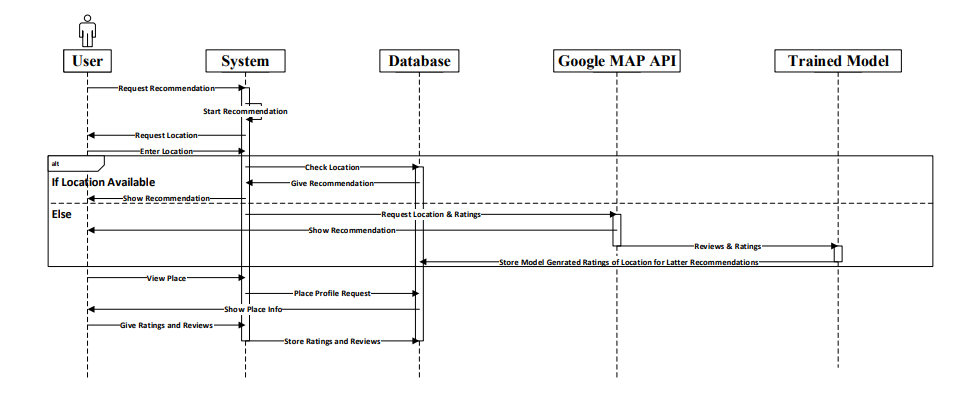 User
System
Database
Google MAP API
Trained Model
Request Recommendation
Start Recommendation
Request Location
Enter Location
alt
Check Location
If Location Available
Give Recommendation
Show Recommendation
Else
Request Location & Ratings
Show Recommendation
Reviews & Ratings
Store Model Genrated Ratings of Location for Latter Recommendations
View Place
Place Profile Request
Show Place Info
Give Ratings and Reviews
Store Ratings and Reviews